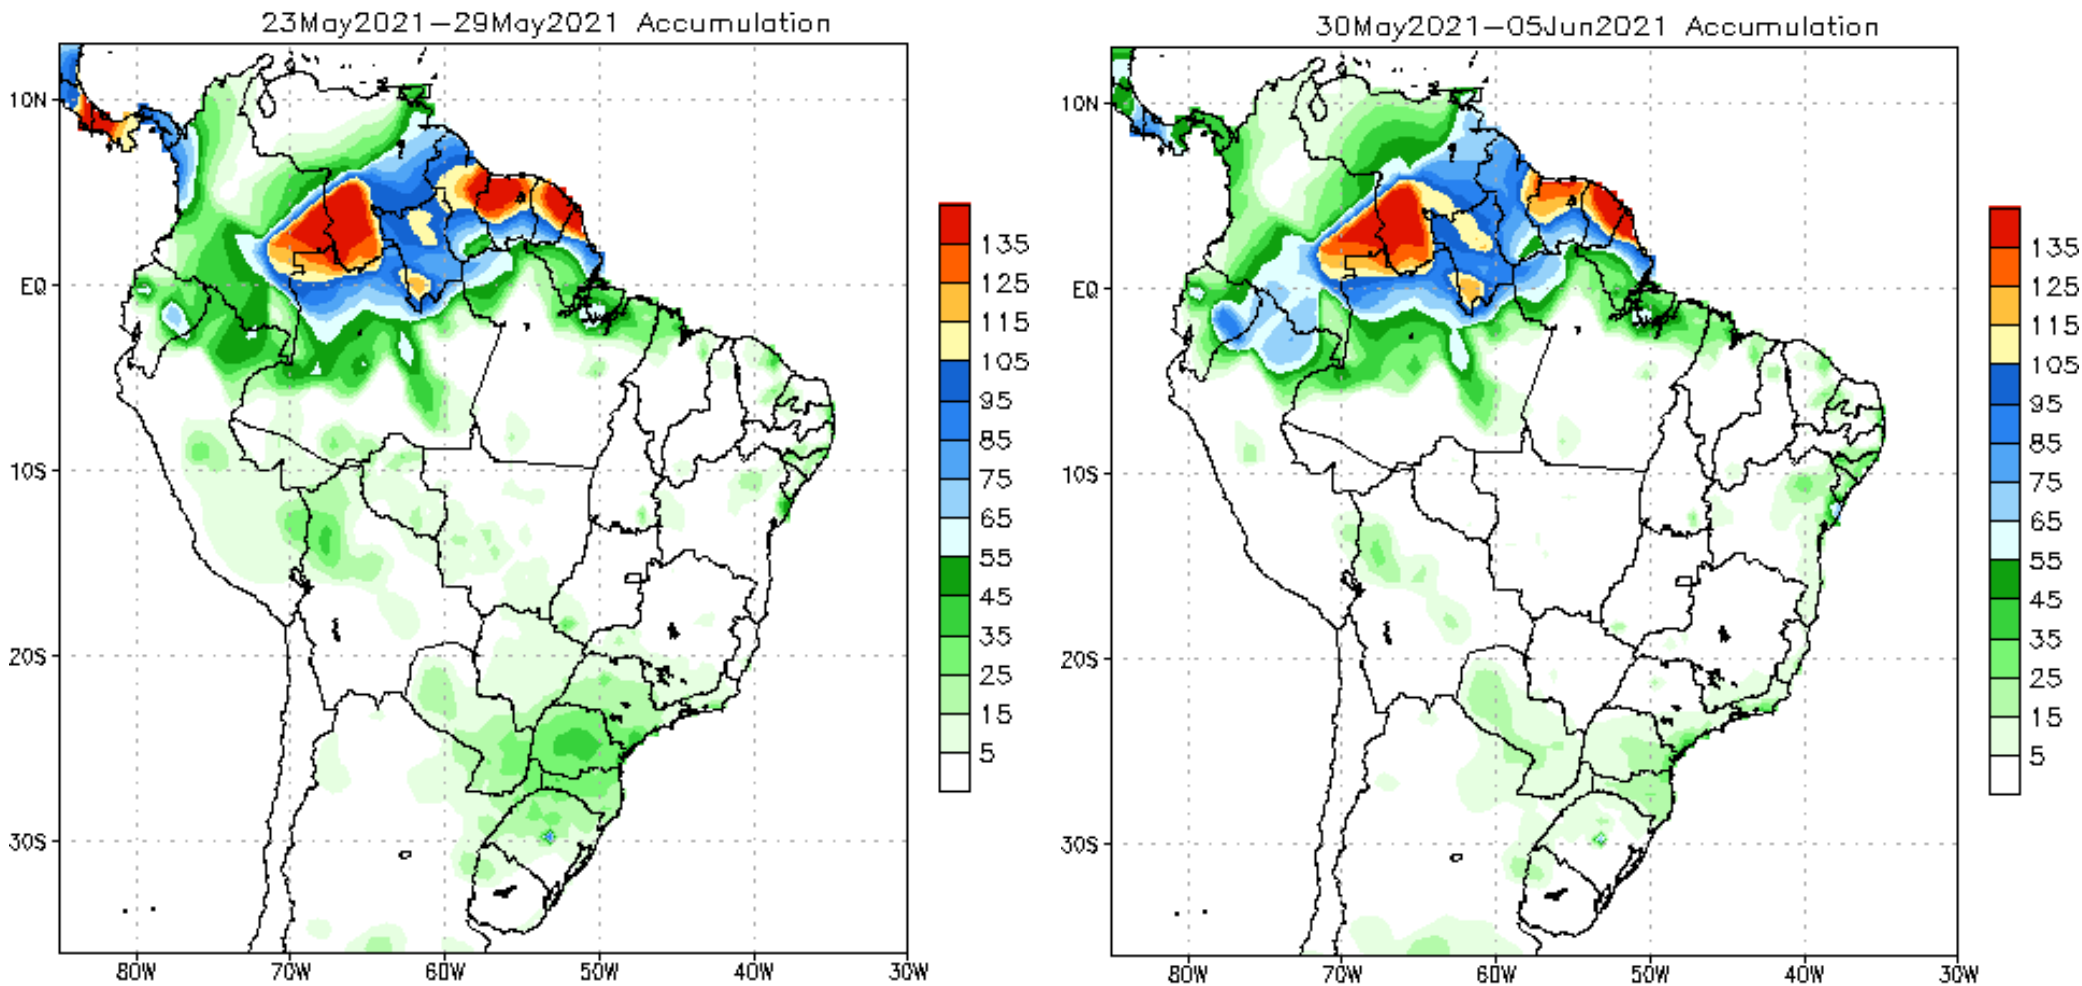 23May2021–29May2021 Accumulation
10N
EQ
10S
20S
30S
80W 70W 60W 50W 40W 30W
135
125
115
105
95
85
75
65
55
45
35
25
15
5
30May2021–05Jun2021 Accumulation
10N
EQ
10S
20S
30S
80W 70W 60W 50W 40W 30W
135
125
115
105
95
85
75
65
55
45
35
25
15
5